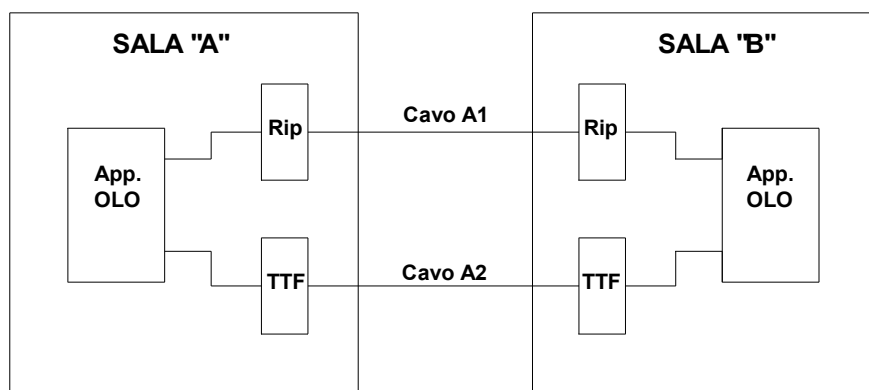 SALA "A"
SALA "B"
Rip
Cavo A1
Rip
App.
OLO
App.
OLO
TTF
Cavo A2
TTF